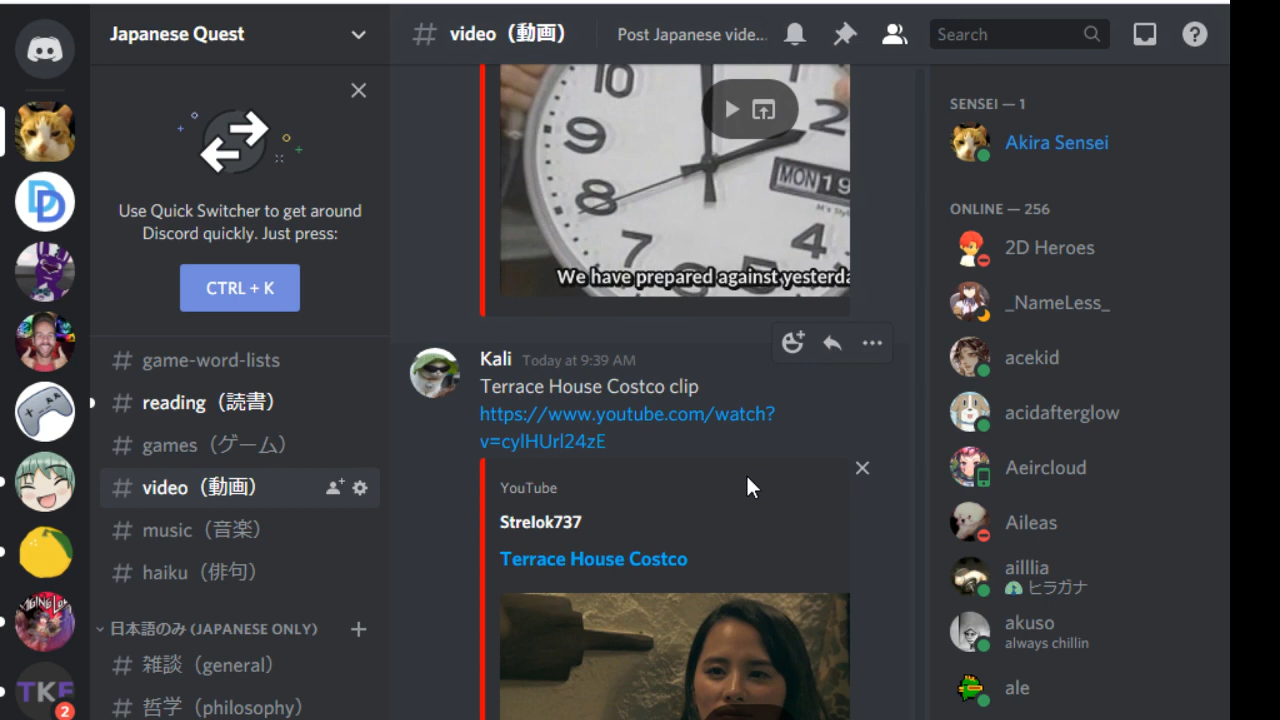 Japanese Quest
Use Quick Switcher to get around
Discord quickly. Just press:
CTRL + K
# game-word-lists
# reading（読書）
# games（ゲーム）
# video（動画）
# music（音楽）
# haiku（俳句）
日本語のみ (JAPANESE ONLY)
# 雑談（general）
# 哲学（philosophy）
TKF
2
# video（動画）
Post Japanese vide...
Search
10
9
8
7
4
2
1
MON 19
We have prepared against yesterda
Kali Today at 9:39 AM
Terrace House Costco clip
https://www.youtube.com/watch?
v=cylHUrl24zE
YouTube
Strelok737
Terrace House Costco
SENSEI — 1
Akira Sensei
ONLINE — 256
2D Heroes
_NameLess_
acekid
acidafterglow
Aeircloud
Aileas
ailllia
ヒラガナ
akuso
always chillin
ale